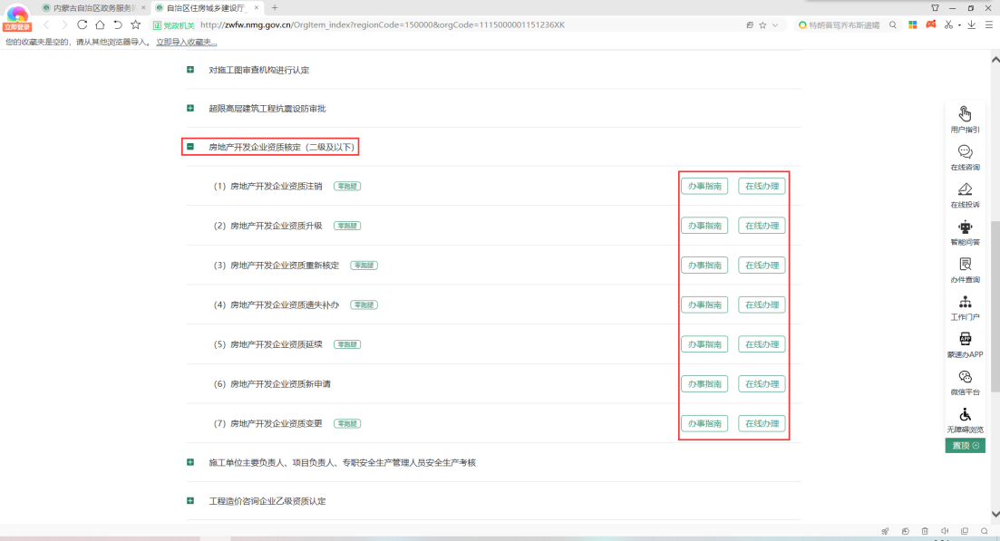 内蒙古自治区政务服务
自治区住房城乡建设厅_
立即登录
党政机关 http://zwfw.nmg.gov.cn/OrgItem_index?regionCode=150000&orgCode=1115000001151236XK
特朗普骂乔布斯遗孀
您的收藏夹是空的，请从其他浏览器导入。 立即导入收藏夹...
对施工图审查机构进行认定
超限高层建筑工程抗震设防审批
房地产开发企业资质核定（二级及以下）
（1）房地产开发企业资质注销 零跑腿 办事指南 在线办理
（2）房地产开发企业资质升级 零跑腿 办事指南 在线办理
（3）房地产开发企业资质重新核定 零跑腿 办事指南 在线办理
（4）房地产开发企业资质遗失补办 零跑腿 办事指南 在线办理
（5）房地产开发企业资质延续 零跑腿 办事指南 在线办理
（6）房地产开发企业资质新申请 办事指南 在线办理
（7）房地产开发企业资质变更 零跑腿 办事指南 在线办理
施工单位主要负责人、项目负责人、专职安全生产管理人员安全生产考核
工程造价咨询企业乙级资质认定
用户指引
在线咨询
在线投诉
智能问答
办件查询
工作门户
APP
蒙速办APP
微信平台
无障碍浏览
置顶